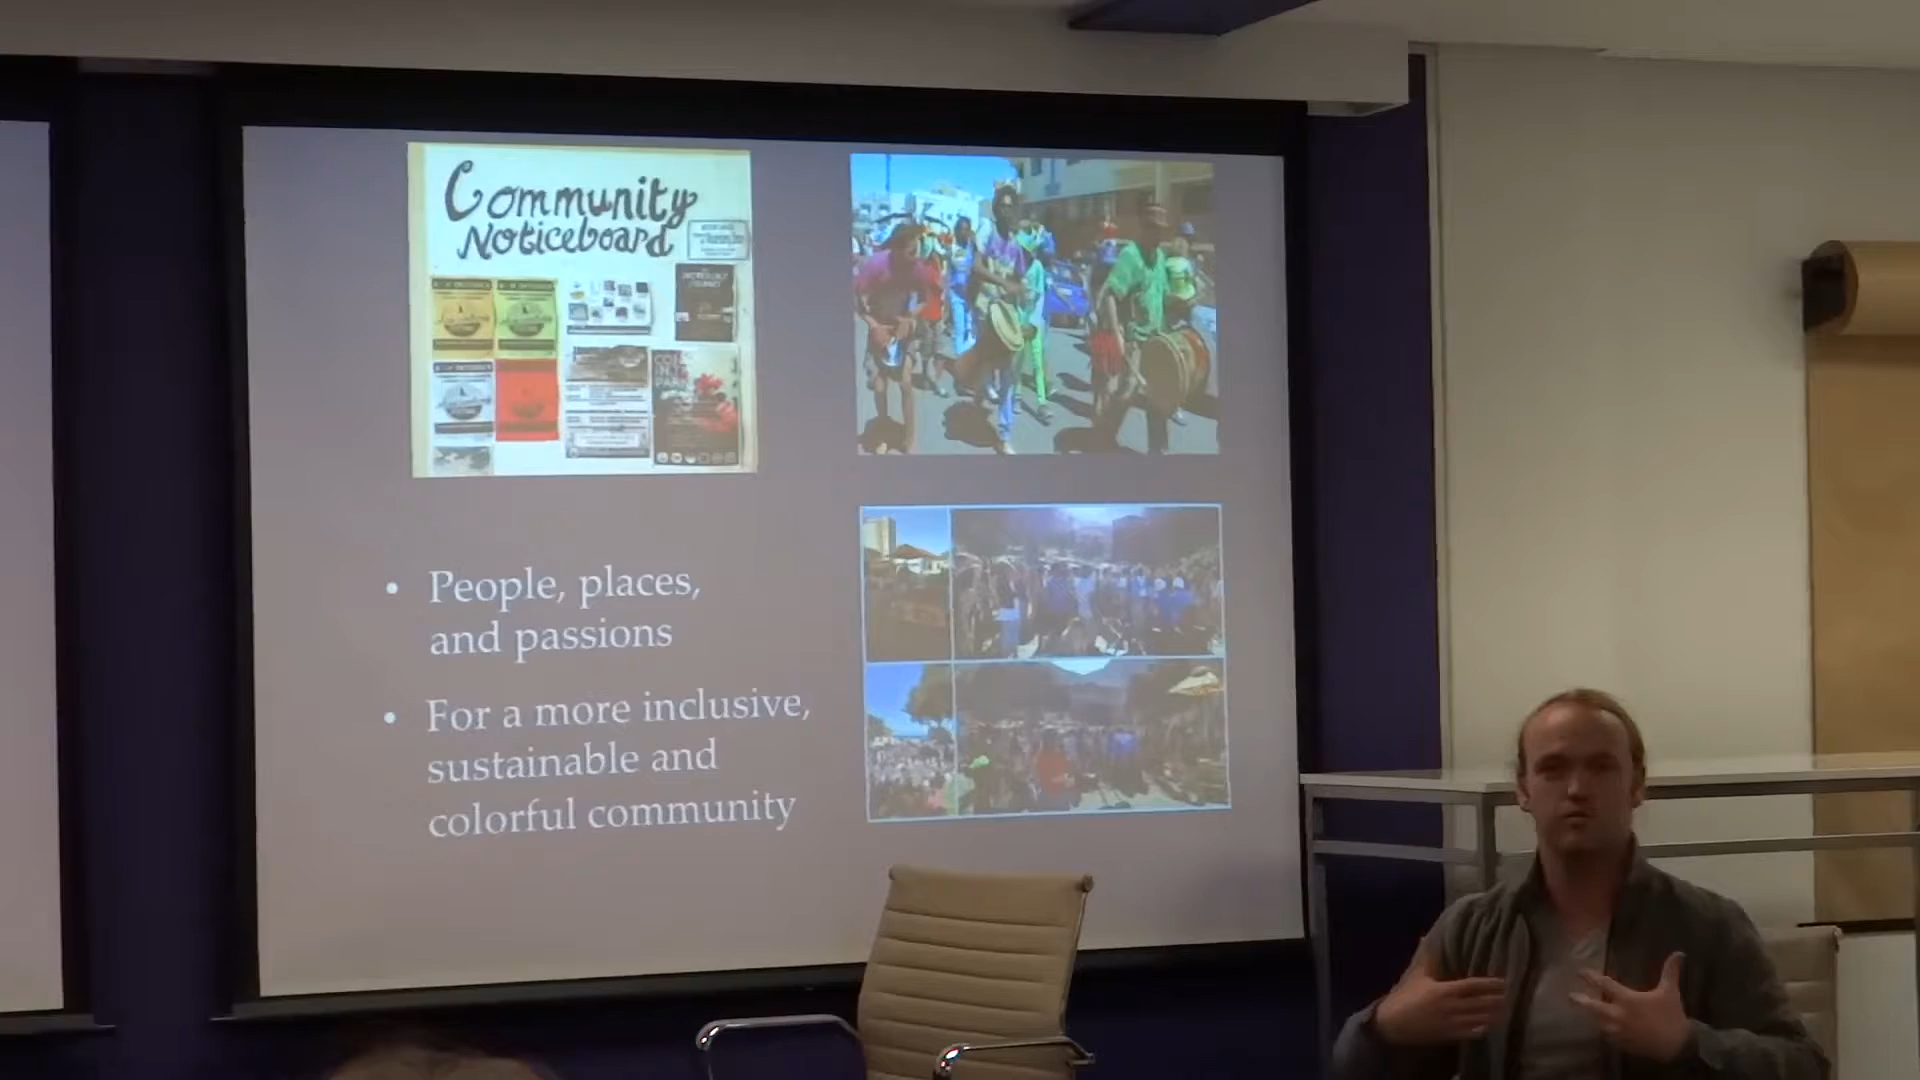 Community
Noticeboard
People, places,
and passions
For a more inclusive,
sustainable and
colorful community